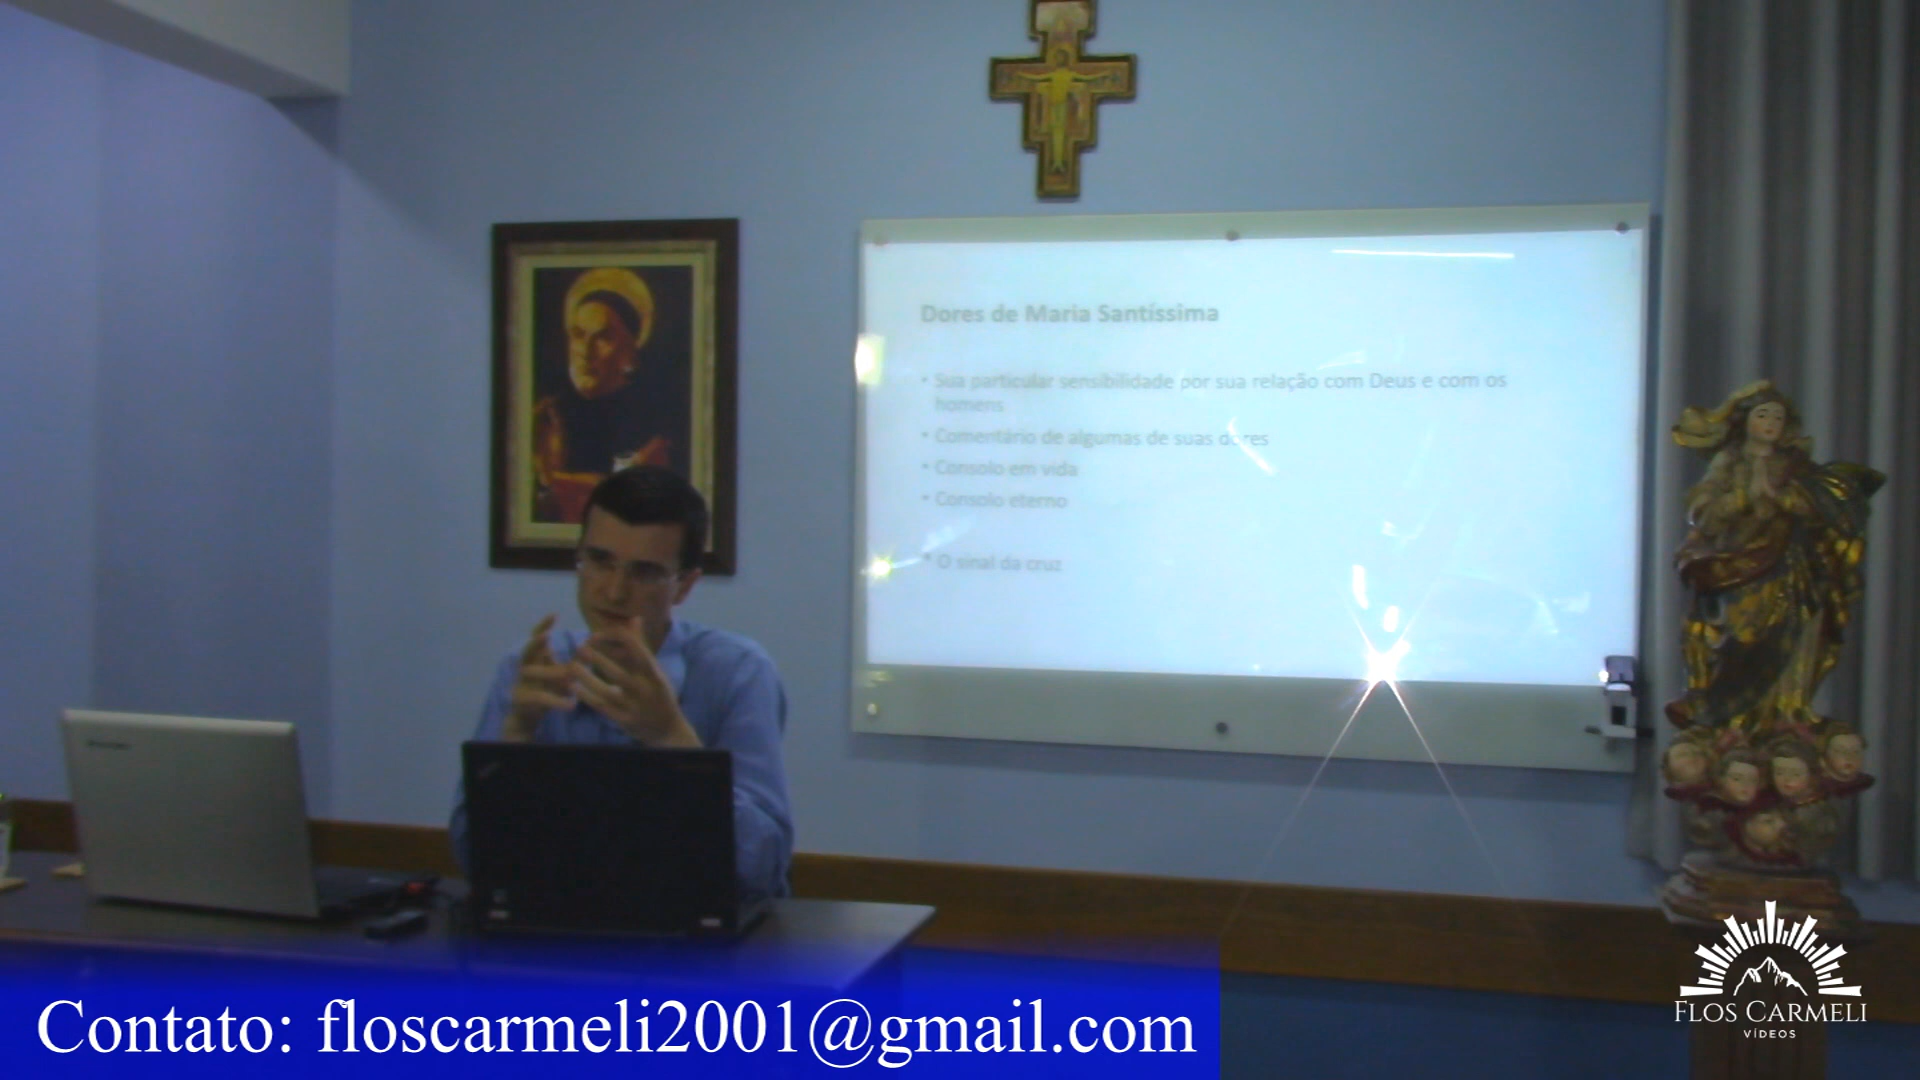 Dores de Maria Santíssima
• Sua particular sensibilidade por sua relação com Deus e com os
homens
• Comentário de algumas de suas dores
• Consolo em vida
• Consolo eterno
* O sinal da cruz
Contato: floscarmeli2001@gmail.com
FLOS CARMELI
VÍDEOS